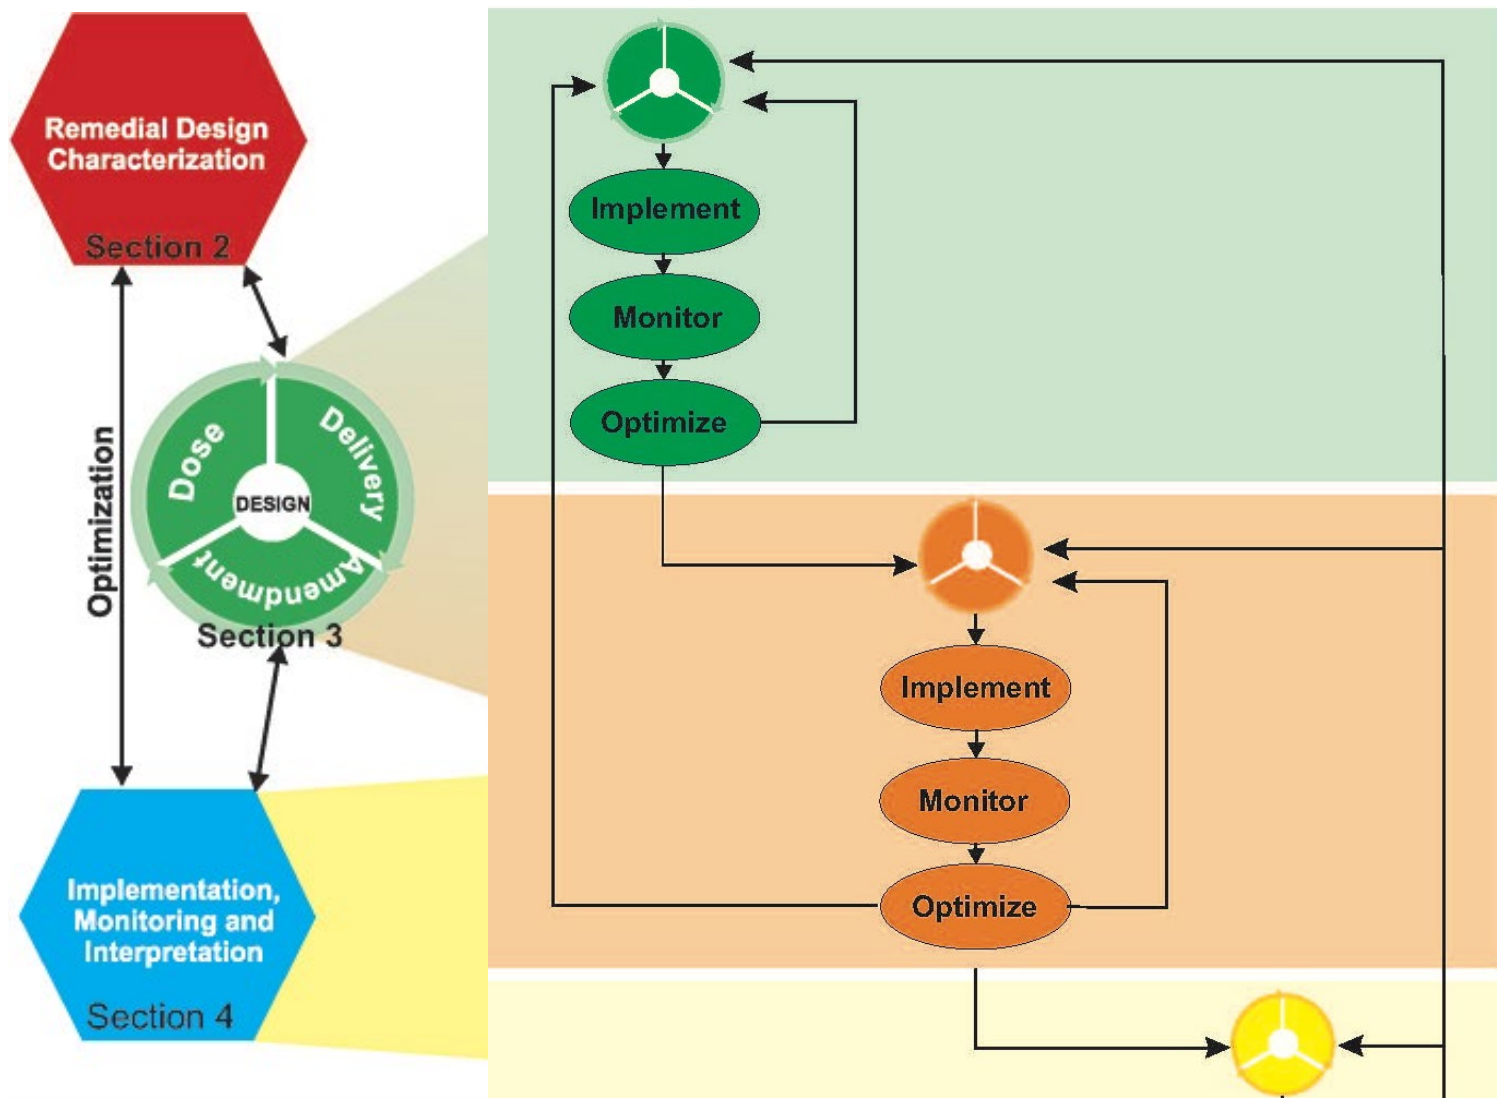 Remedial Design
Characterization
Section 2
Optimization
Dose
Delivery
Amendment
DESIGN
Section 3
Implementation,
Monitoring and
Interpretation
Section 4
Implement
Monitor
Optimize
Implement
Monitor
Optimize